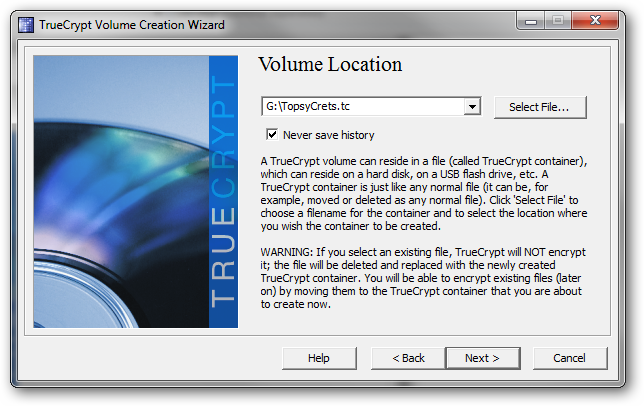 TrueCrypt Volume Creation Wizard
TRUECRYPT
Volume Location
G:\TopsyCrets.tc
Select File...
Never save history
A TrueCrypt volume can reside in a file (called TrueCrypt container),
which can reside on a hard disk, on a USB flash drive, etc. A
TrueCrypt container is just like any normal file (it can be, for
example, moved or deleted as any normal file). Click 'Select File' to
choose a filename for the container and to select the location where
you wish the container to be created.
WARNING: If you select an existing file, TrueCrypt will NOT encrypt
it; the file will be deleted and replaced with the newly created
TrueCrypt container. You will be able to encrypt existing files (later
on) by moving them to the TrueCrypt container that you are about
to create now.
Help
< Back
Next >
Cancel